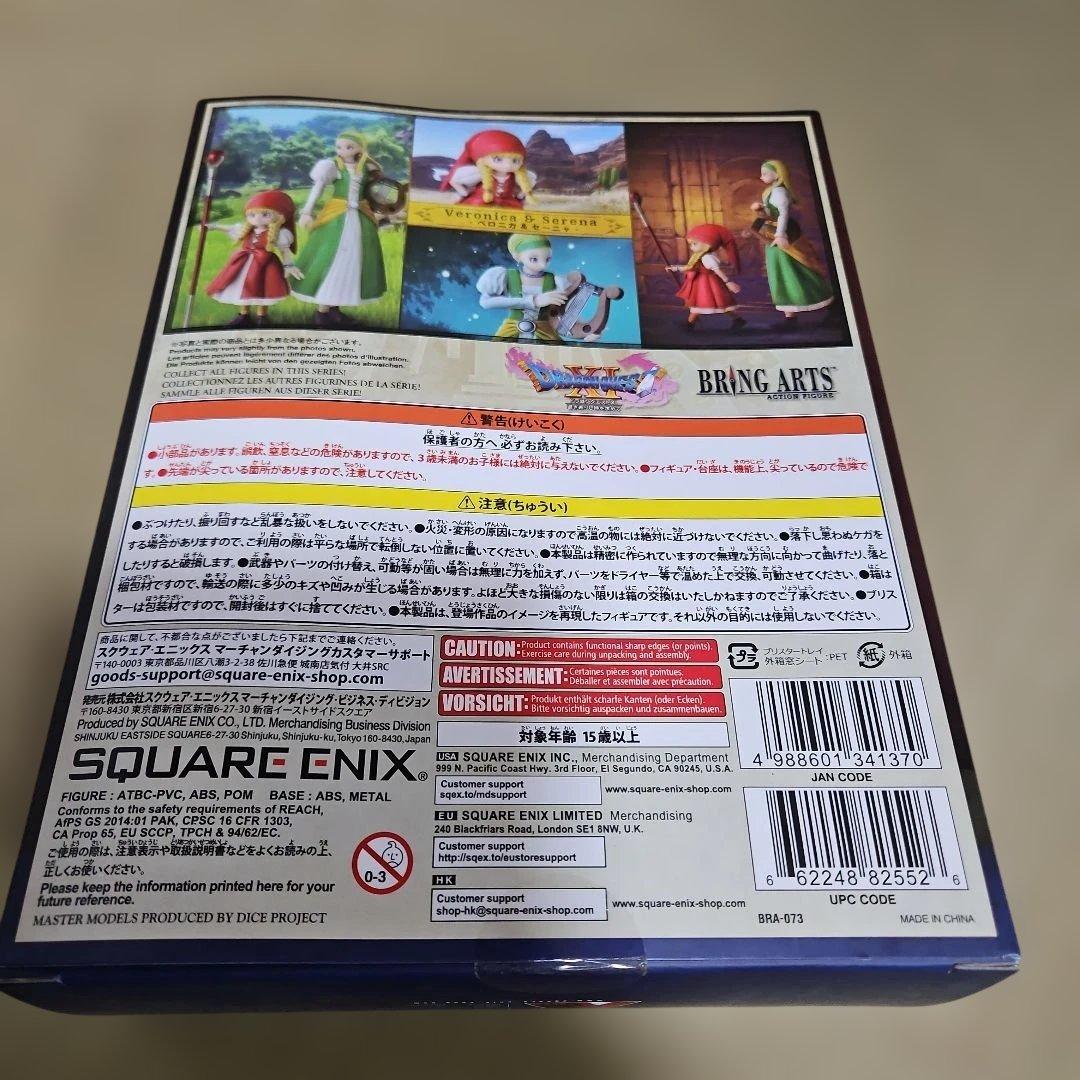 Veronica & Serena
ベロニカ & セーニャ
※写真と実際の商品とは多少異なる場合がございます。
Products may vary slightly from the photos shown.
Les articles peuvent légèrement différer des photos d'illustration.
Die Produkte können leicht von den gezeigten Fotos abweichen.
COLLECT ALL FIGURES IN THIS SERIES!
COLLECTIONNEZ LES AUTRES FIGURINES DE LA SÉRIE!
SAMMLE ALLE FIGUREN AUS DIESER SERIE!
DRAGON QUEST XI
BRING ARTS
ACTION FIGURE
警告(けいこく)
保護者の方へ 必ずお読み下さい。
●小部品があります。誤飲、窒息などの危険がありますので、3歳未満のお子様には絶対に与えないでください。●フィギュア・台座は、機能上、尖っているので危険で
す。●先端が尖っている箇所がありますので、注意してください。
注意(ちゅうい)
●ぶつけたり、振り回すなど乱暴な扱いをしないでください。●火災・変形の原因になりますので高温の物には絶対に近づけないでください。●落下し思わぬケガを
する場合がありますので、ご利用の際は平らな場所で転倒しない位置に置いてください。●本製品は精密に作られていますので無理な方向に向かって曲げたり、落と
したりすると破損します。●武器やパーツの付け替え、可動等が固い場合は無理に力を加えず、パーツをドライヤー等で温めた上で交換、可動させてください。●箱は
梱包材ですので、輸送の際に多少のキズや凹みが生じる場合があります。よほど大きな損傷のない限りは箱の交換はいたしかねますのでご了承ください。●ブリス
ターは包装材ですので、開封後はすぐに捨ててください。●本製品は、登場作品のイメージを再現したフィギュアです。それ以外の目的には使用しないでください。
商品に関して、不都合な点がございましたら下記までご連絡ください。
スクウェア・エニックス マーチャンダイジングカスタマーサポート
〒140-0003 東京都品川区八潮3-2-38 佐川急便 城南店気付 大井SRC
goods-support@square-enix-shop.com
発売元 株式会社スクウェア・エニックス マーチャンダイジング・ビジネス・ディビジョン
〒160-8430 東京都新宿区新宿6-27-30 新宿イーストサイドスクエア
Produced by SQUARE ENIX CO., LTD. Merchandising Business Division
SHINJUKU EASTSIDE SQUARE6-27-30 Shinjuku, Shinjuku-ku, Tokyo 160-8430, Japan
SQUARE ENIX®
FIGURE : ATBC-PVC, ABS, POM BASE : ABS, METAL
Conforms to the safety requirements of REACH,
AfPS GS 2014:01 PAK, CPSC 16 CFR 1303,
CA Prop 65, EU SCCP, TPCH & 94/62/EC.
ご使用の際は、注意表示や取扱説明書などをよくお読みの上、
正しくお使いください。
Please keep the information printed here for your
future reference.
MASTER MODELS PRODUCED BY DICE PROJECT
0-3
CAUTION
•Product contains functional sharp edges (or points).
Exercise care during unpacking and assembly.
AVERTISSEMENT
•Certaines pièces sont pointues.
•Déballer et assembler avec précaution.
VORSICHT
•Produkt enthält scharfe Kanten (oder Ecken).
Bitte vorsichtig auspacken und zusammenbauen.
対象年齢 15歳以上
USA SQUARE ENIX INC., Merchandising Department
999 N. Pacific Coast Hwy. 3rd Floor, El Segundo, CA 90245, U.S.A.
Customer support
sqex.to/mdsupport
www.square-enix-shop.com
EU SQUARE ENIX LIMITED Merchandising
240 Blackfriars Road, London SE1 8NW, U.K.
Customer support
http://sqex.to/eustoresupport
HK
Customer support
shop-hk@square-enix-shop.com
www.square-enix-shop.com
プラ
ブリスタートレイ
外箱窓シート : PET
紙
外箱
4 988601 341370
JAN CODE
6 62248 82552 6
UPC CODE
BRA-073
MADE IN CHINA